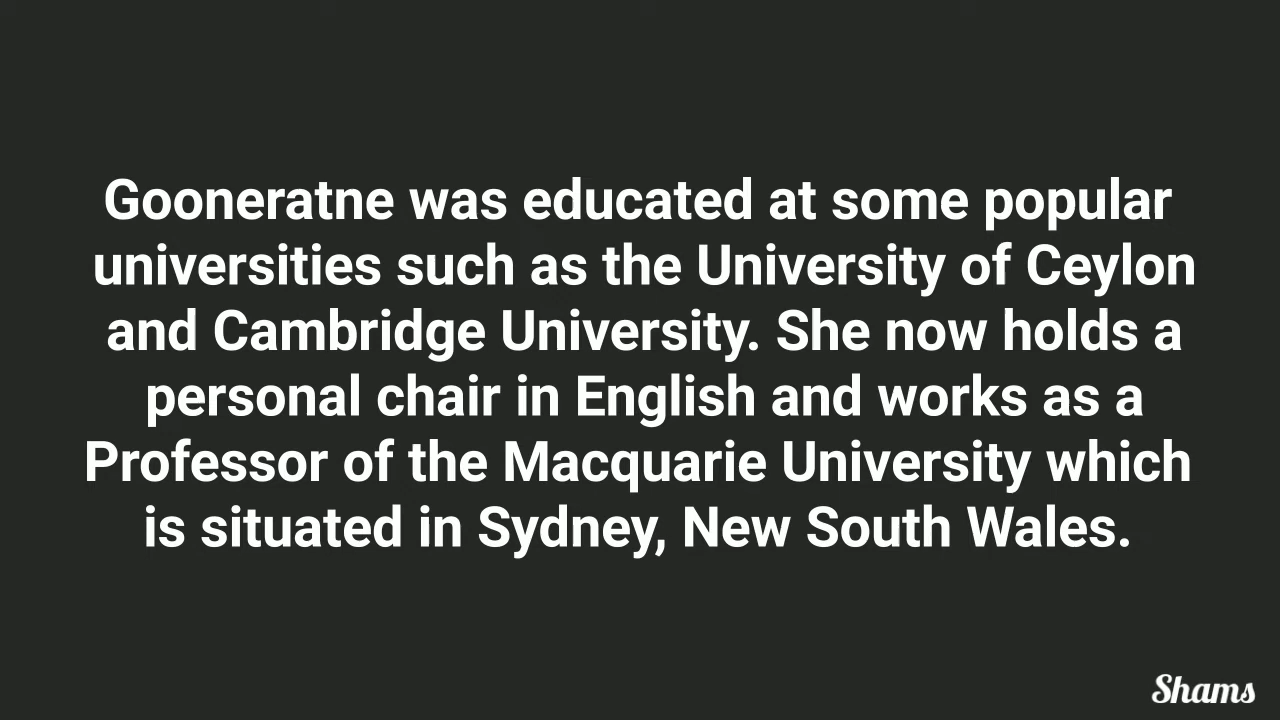 Gooneratne was educated at some popular
universities such as the University of Ceylon
and Cambridge University. She now holds a
personal chair in English and works as a
Professor of the Macquarie University which
is situated in Sydney, New South Wales.
Shams